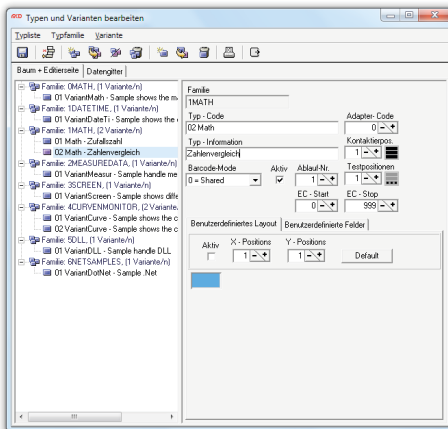 Typen und Varianten bearbeiten
Typliste Typfamilie Variante
Baum + Editierseite Datengitter
Familie: 0MATH, (1 Variante/n)
01 VariantMath - Sample shows the m
Familie: 1DATETIME, (1 Variante/n)
01 VariantDateTi - Sample shows the
Familie: 1MATH, (2 Variante/n)
01 Math - Zufallszahl
02 Math - Zahlenvergleich
Familie: 2MEASUREDATA, (1 Variante/n)
01 VariantMeasur - Sample handle me
Familie: 3SCREEN, (1 Variante/n)
01 VariantScreen - Sample shows diffe
Familie: 4CURVENMONITOR, (2 Variante.
01 VariantCurve - Sample shows the c
02 VariantCurve - Sample shows the c
Familie: 5DLL, (1 Variante/n)
01 VariantDLL - Sample handle DLL
Familie: 6NETSAMPLES, (1 Variante/n)
01 VariantDotNet - Sample .Net
Familie
1MATH
Typ - Code Adapter- Code
02 Math 0
Typ - Information Kontaktierpos.
Zahlenvergleich 1
Barcode-Mode Aktiv Ablauf-Nr. Testpositionen
0 = Shared 1 1
EC - Start EC - Stop
0 999
Benutzerdefiniertes Layout Benutzerdefinierte Felder
Aktiv X - Positions Y - Positions
1 1 Default